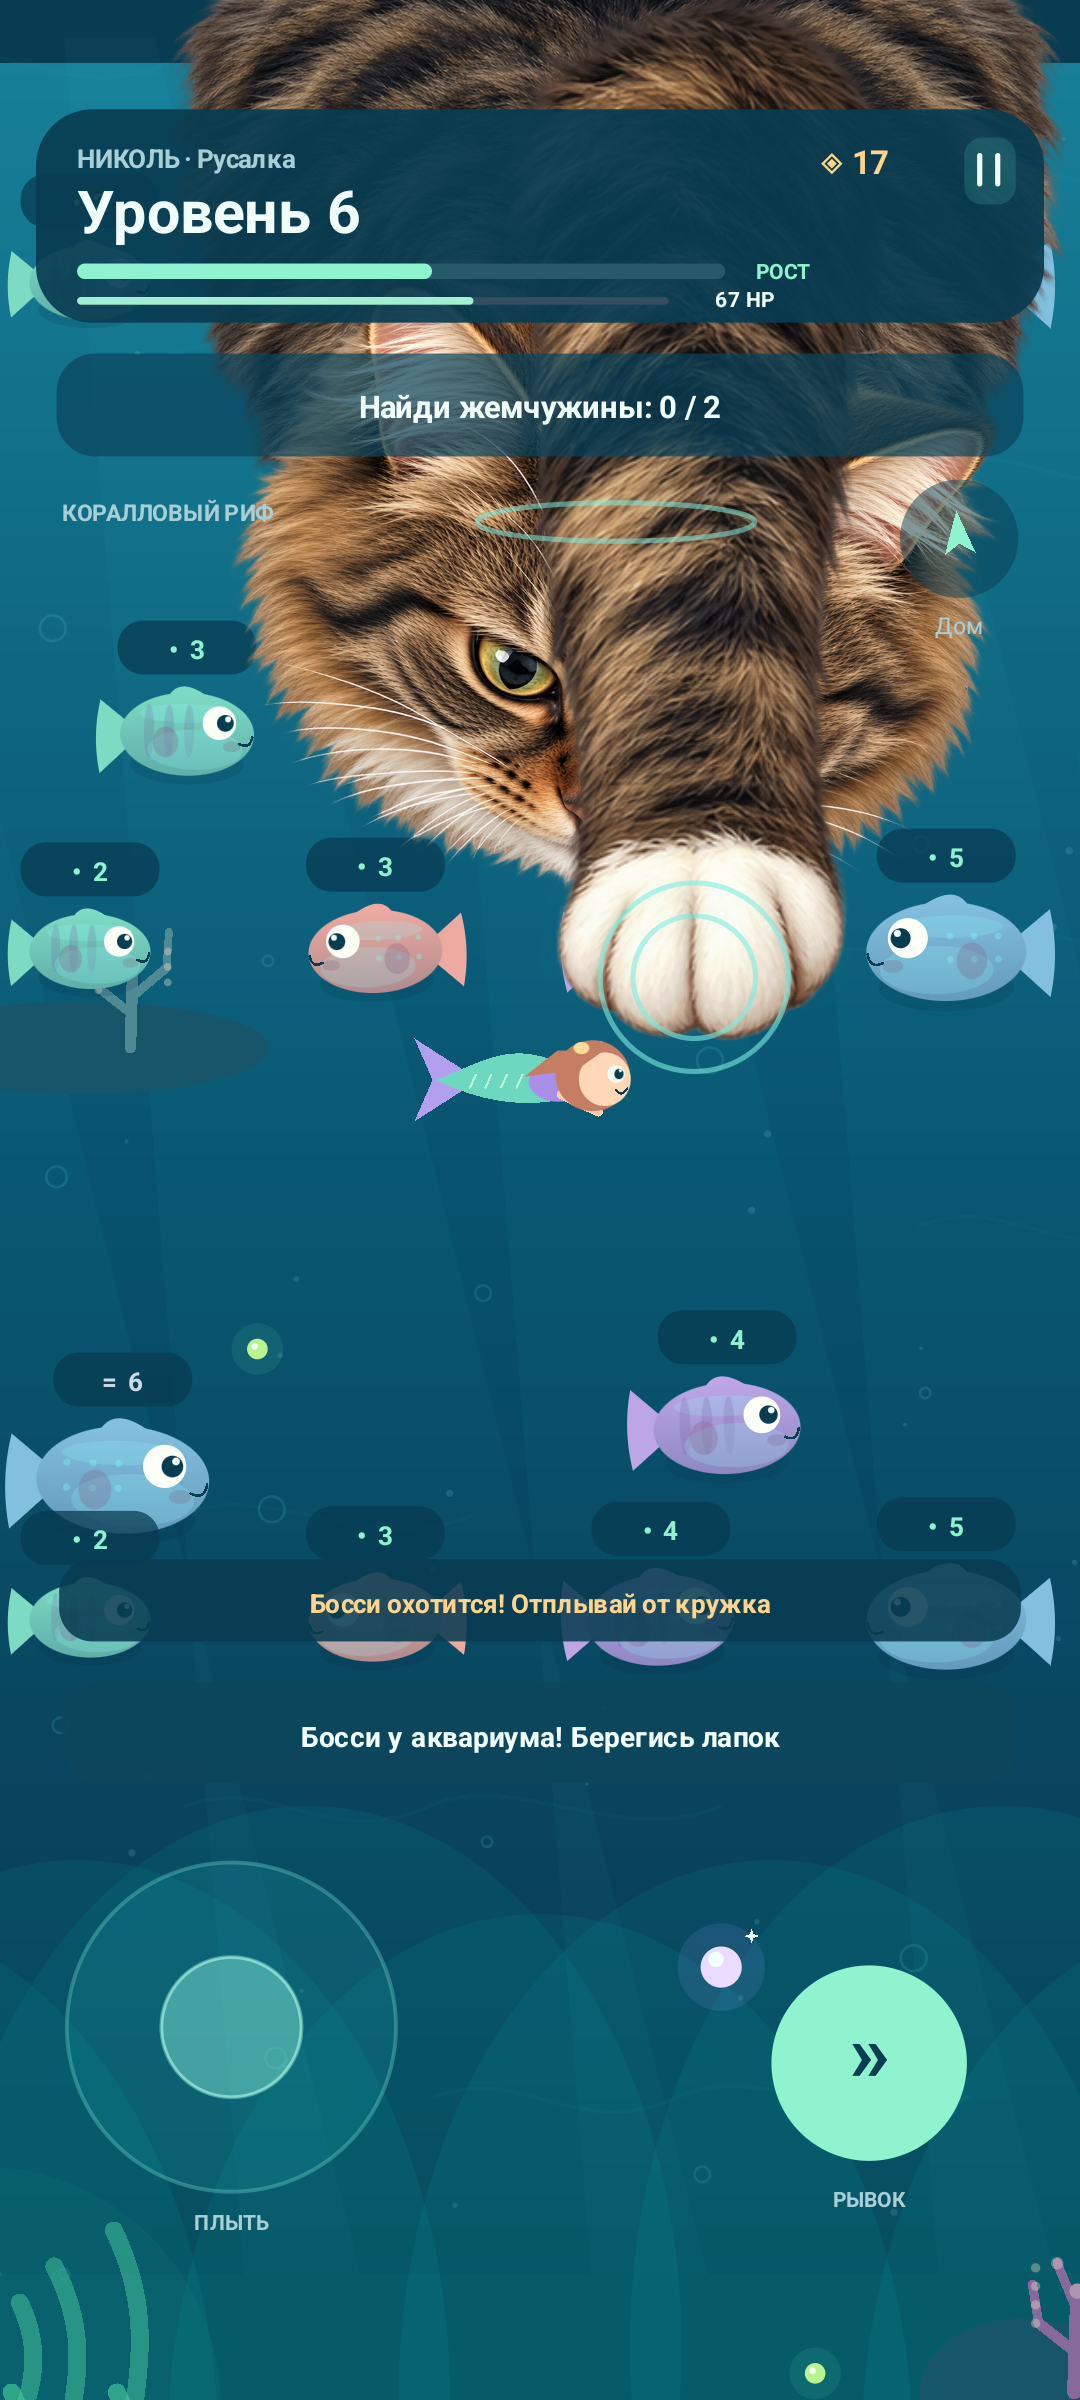 НИКОЛЬ · Русалка
17
Уровень 6
РОСТ
67 HP
Найди жемчужины: 0 / 2
КОРАЛЛОВЫЙ РИФ
Дом
• 3
• 2
• 3
• 5
• 4
= 6
• 2
• 3
• 4
• 5
Босси охотится! Отплывай от кружка
Босси у аквариума! Берегись лапок
»
ПЛЫТЬ
РЫВОК